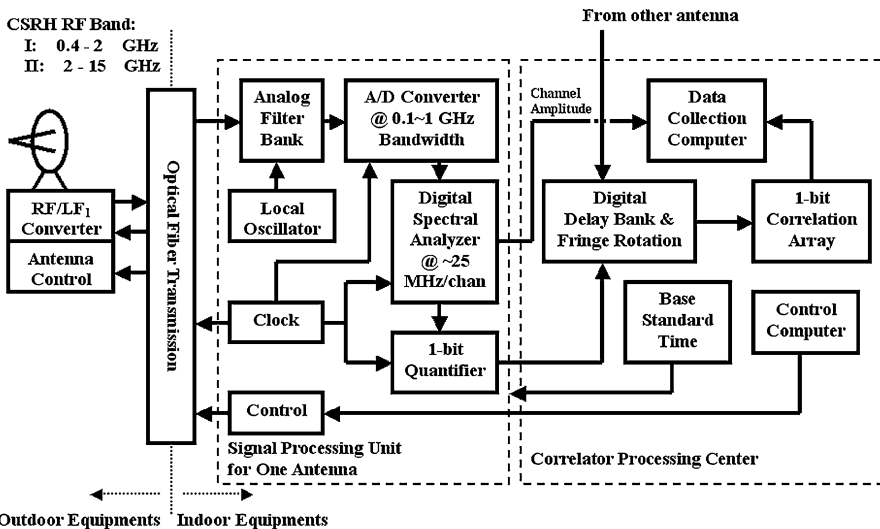 CSRH RF Band:
I: 0.4 - 2 GHz
II: 2 - 15 GHz
From other antenna
Analog
Filter
Bank
A/D Converter
@ 0.1~1 GHz
Bandwidth
Channel
Amplitude
Data
Collection
Computer
Optical Fiber Transmission
RF/LF1
Converter
Antenna
Control
Local
Oscillator
Digital
Spectral
Analyzer
@ ~25
MHz/chan
Digital
Delay Bank &
Fringe Rotation
1-bit
Correlation
Array
Clock
1-bit
Quantifier
Base
Standard
Time
Control
Computer
Control
Signal Processing Unit
for One Antenna
Correlator Processing Center
Outdoor Equipments
Indoor Equipments